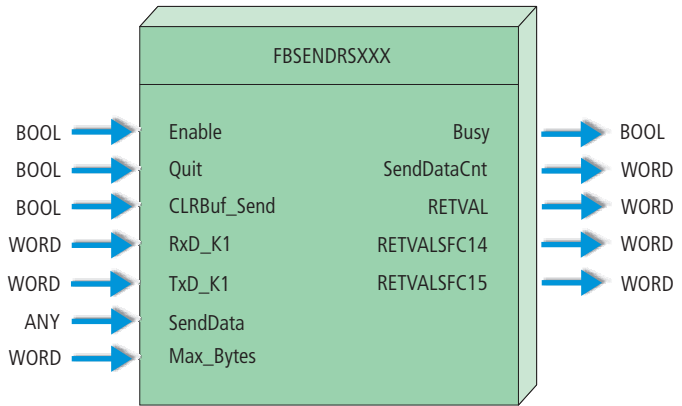 FBSENDRSXXX
BOOL Enable Busy BOOL
BOOL Quit SendDataCnt WORD
BOOL CLRBuf_Send RETVAL WORD
WORD RxD_K1 RETVALSFC14 WORD
WORD TxD_K1 RETVALSFC15 WORD
ANY SendData
WORD Max_Bytes